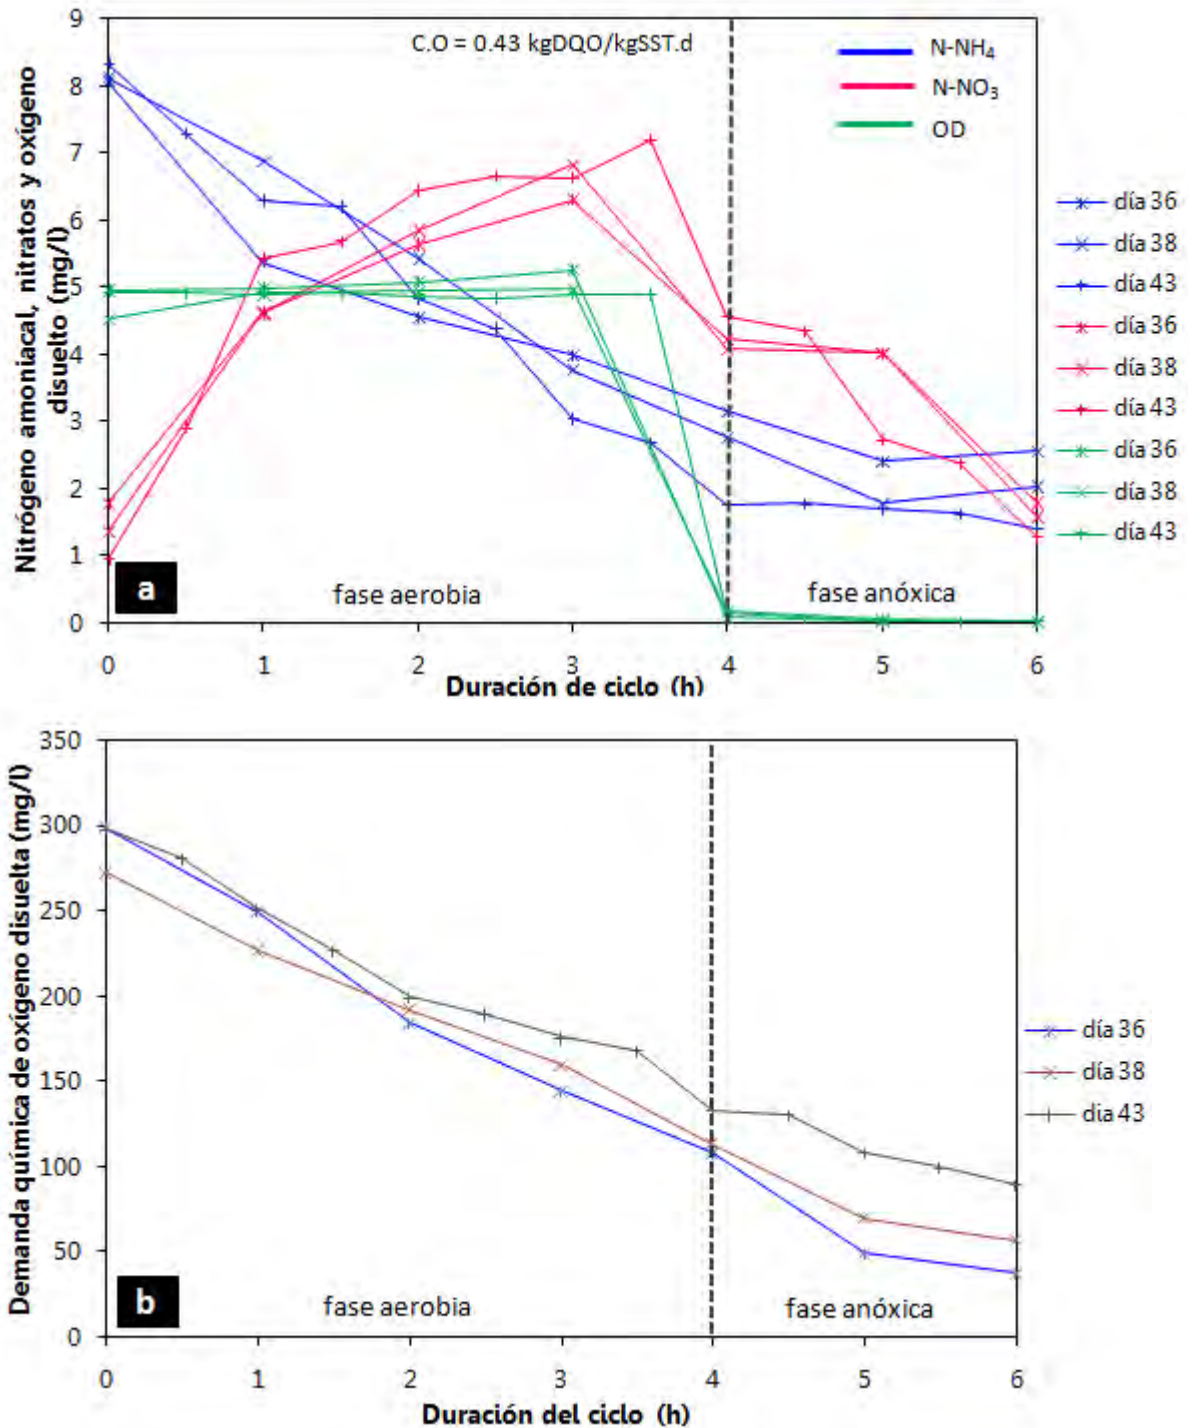 C.O = 0.43 kgDQO/kgSST.d
N-NH₄
N-NO₃
OD
Nitrógeno amoniacal, nitratos y oxígeno
disuelto (mg/l)
9
8
7
6
5
4
3
2
1
0
día 36
día 38
día 43
día 36
día 38
día 43
día 36
día 38
día 43
a
fase aerobia
fase anóxica
0 1 2 3 4 5 6
Duración de ciclo (h)
Demanda química de oxígeno disuelta (mg/l)
350
300
250
200
150
100
50
0
día 36
día 38
dia 43
b
fase aerobia
fase anóxica
0 1 2 3 4 5 6
Duración del ciclo (h)